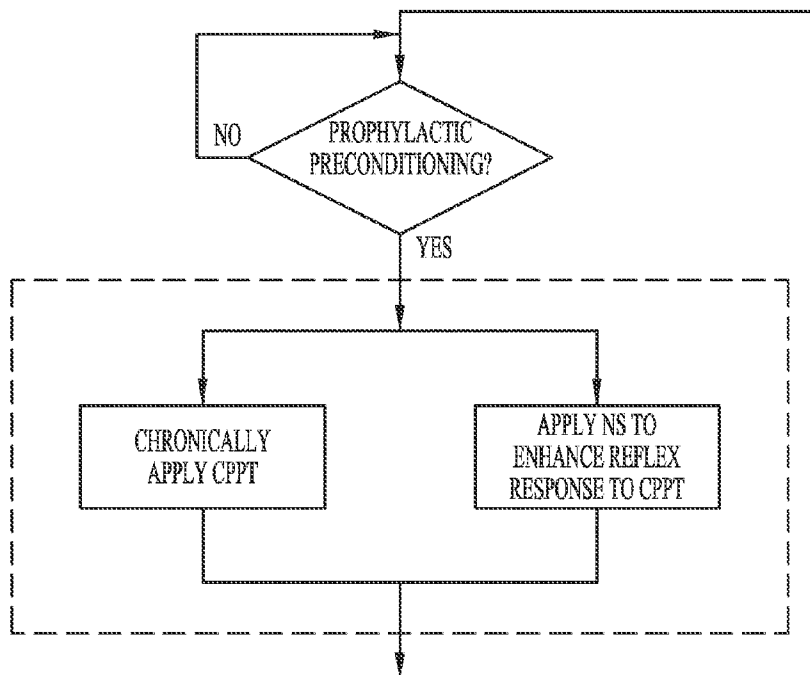 PROPHYLACTIC
PRECONDITIONING?
NO
YES
CHRONICALLY
APPLY CPPT
APPLY NS TO
ENHANCE REFLEX
RESPONSE TO CPPT